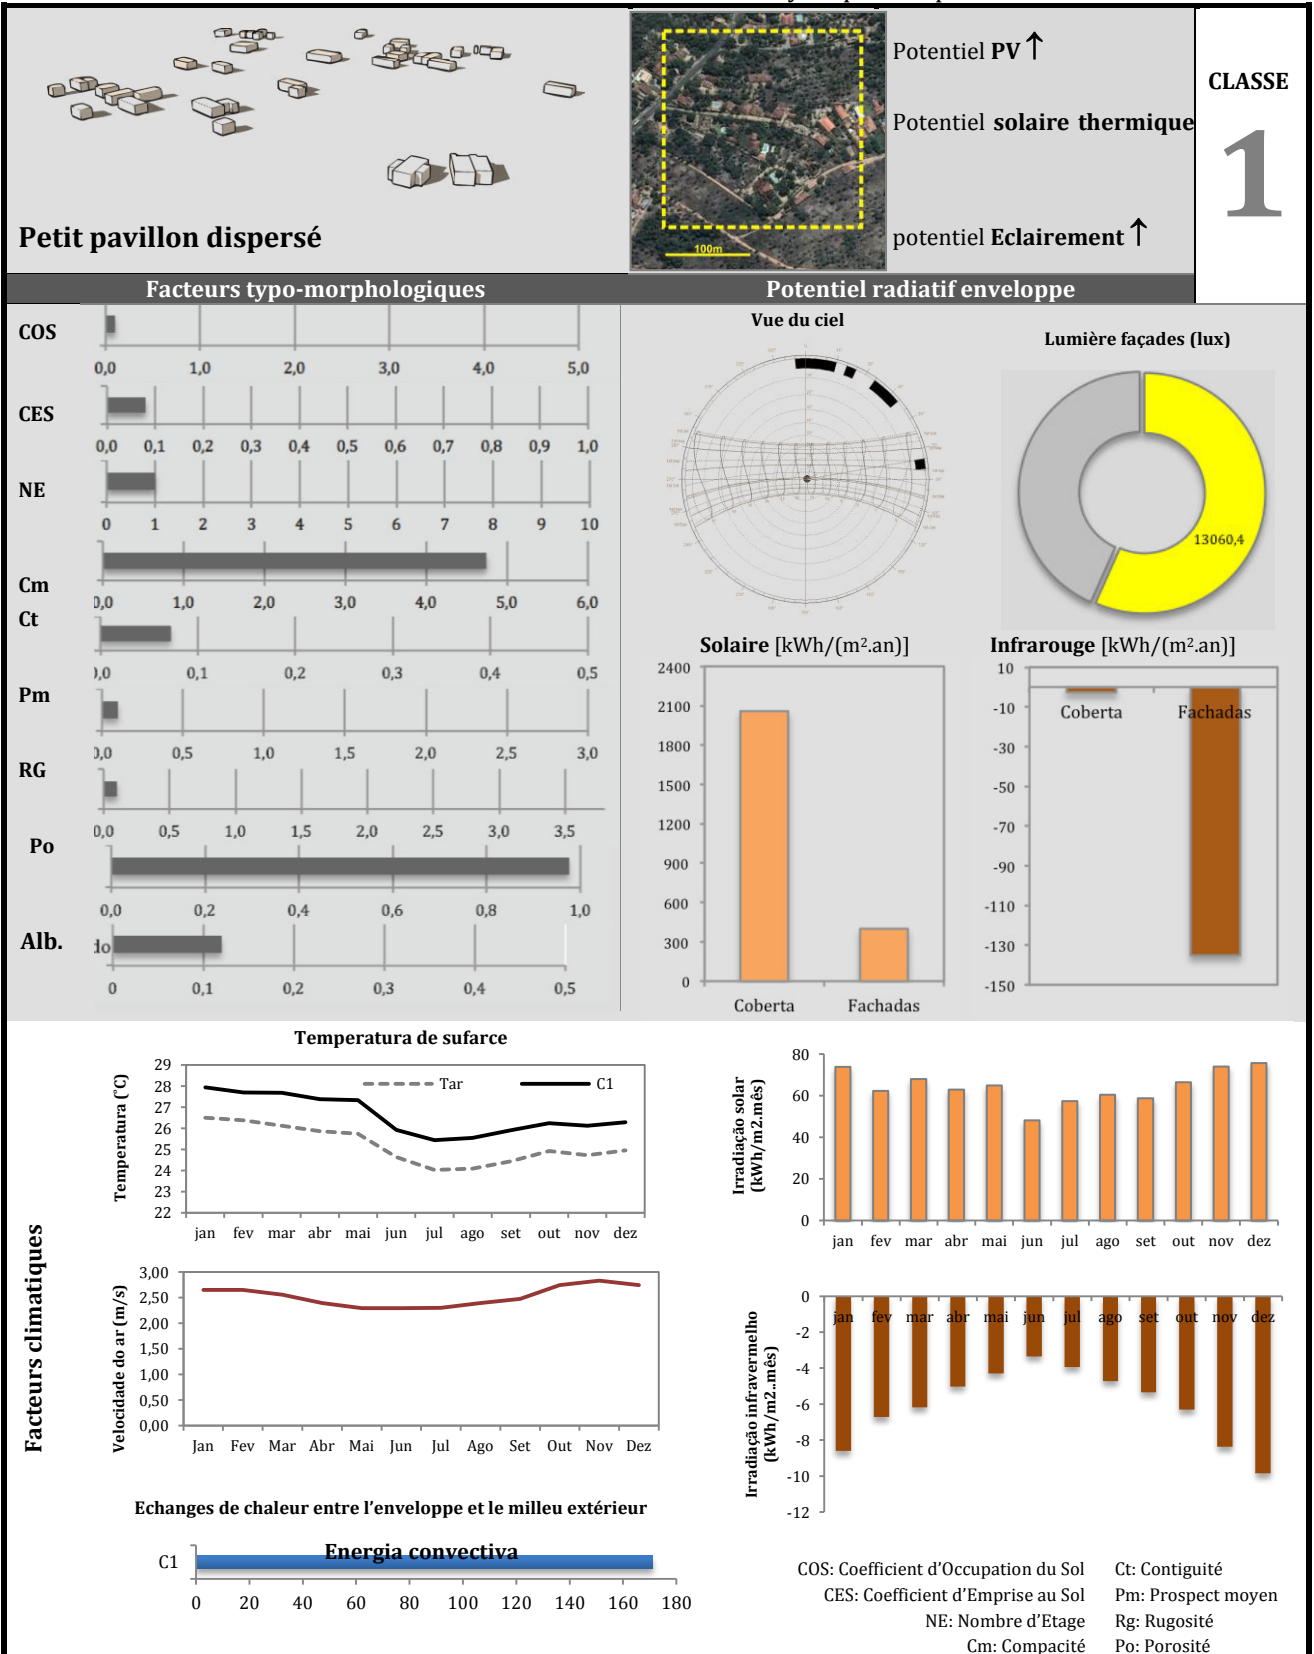 Potentiel PV ↑
CLASSE
Potentiel solaire thermique
1
Petit pavillon dispersé
100m
potentiel Eclairement ↑
Facteurs typo-morphologiques
Potentiel radiatif enveloppe
COS
0,0 1,0 2,0 3,0 4,0 5,0
CES
0,0 0,1 0,2 0,3 0,4 0,5 0,6 0,7 0,8 0,9 1,0
NE
0 1 2 3 4 5 6 7 8 9 10
Cm
0,0 1,0 2,0 3,0 4,0 5,0 6,0
Ct
0,0 0,1 0,2 0,3 0,4 0,5
Pm
0,0 0,5 1,0 1,5 2,0 2,5 3,0
RG
0,0 0,5 1,0 1,5 2,0 2,5 3,0 3,5
Po
0,0 0,2 0,4 0,6 0,8 1,0
Alb.
do
0 0,1 0,2 0,3 0,4 0,5
Vue du ciel
Lumière façades (lux)
13060,4
Solaire [kWh/(m².an)]
2400
2100
1800
1500
1200
900
600
300
0
Coberta Fachadas
Infrarouge [kWh/(m².an)]
10
-10
-30
-50
-70
-90
-110
-130
-150
Coberta Fachadas
Facteurs climatiques
Temperatura de sufarce
Temperatura (°C)
29
28
27
26
25
24
23
22
Tar C1
jan fev mar abr mai jun jul ago set out nov dez
Irradiação solar
(kWh/m2.mês)
80
60
40
20
0
jan fev mar abr mai jun jul ago set out nov dez
Velocidade do ar (m/s)
3,00
2,50
2,00
1,50
1,00
0,50
0,00
Jan Fev Mar Abr Mai Jun Jul Ago Set Out Nov Dez
Irradiação infravermelho
(kWh/m2..mês)
0
-2
-4
-6
-8
-10
-12
jan fev mar abr mai jun jul ago set out nov dez
Echanges de chaleur entre l'enveloppe et le milleu extérieur
C1
Energia convectiva
0 20 40 60 80 100 120 140 160 180
COS: Coefficient d'Occupation du Sol Ct: Contiguité
CES: Coefficient d'Emprise au Sol Pm: Prospect moyen
NE: Nombre d'Etage Rg: Rugosité
Cm: Compacité Po: Porosité